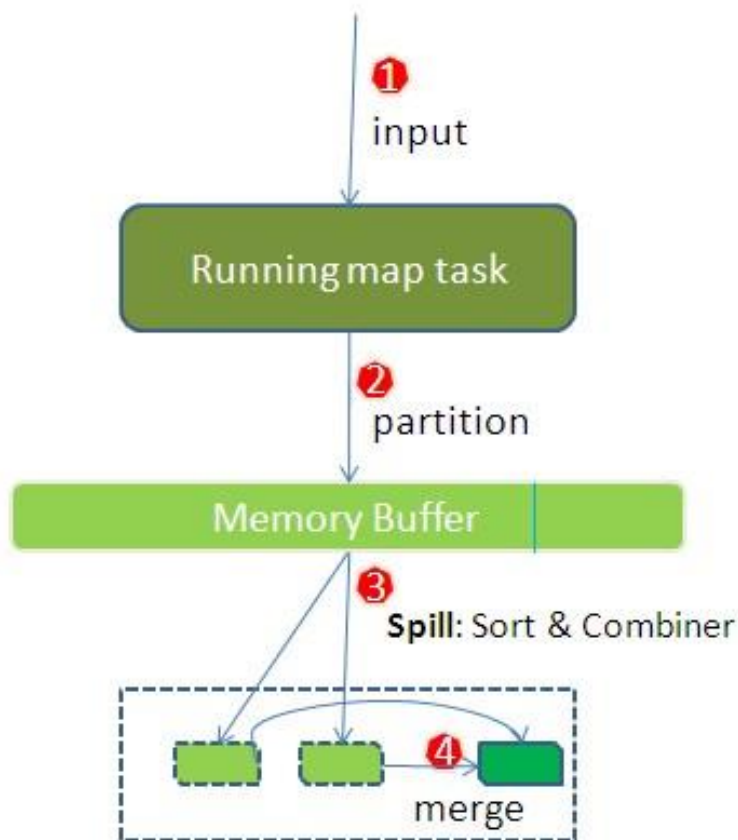 1
input
Running map task
2
partition
Memory Buffer
3
Spill: Sort & Combiner
4
merge